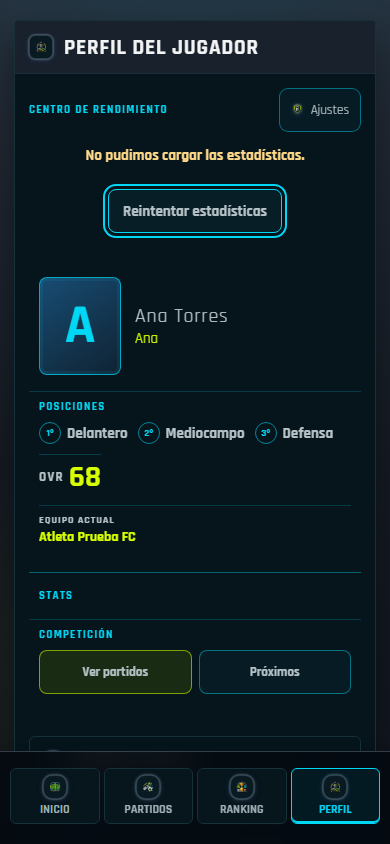 PERFIL DEL JUGADOR
CENTRO DE RENDIMIENTO
Ajustes
No pudimos cargar las estadísticas.
Reintentar estadísticas
A
Ana Torres
Ana
POSICIONES
1º Delantero 2º Mediocampo 3º Defensa
OVR 68
EQUIPO ACTUAL
Atleta Prueba FC
STATS
COMPETICIÓN
Ver partidos Próximos
INICIO PARTIDOS RANKING PERFIL